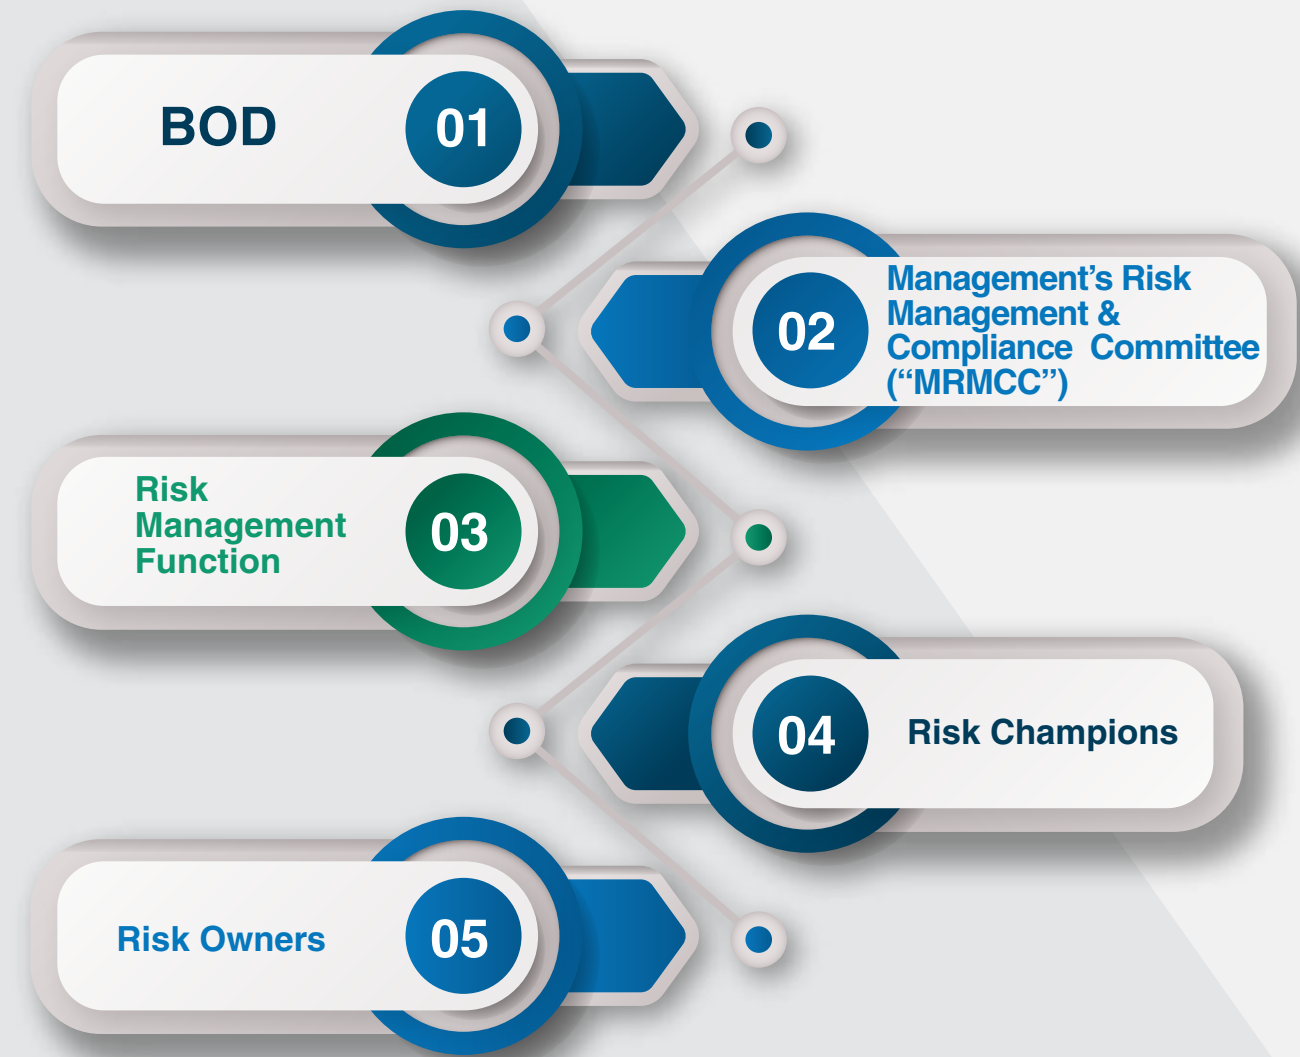 BOD
01
02
Management’s Risk
Management &
Compliance Committee
(“MRMCC”)
Risk
Management
Function
03
04
Risk Champions
Risk Owners
05